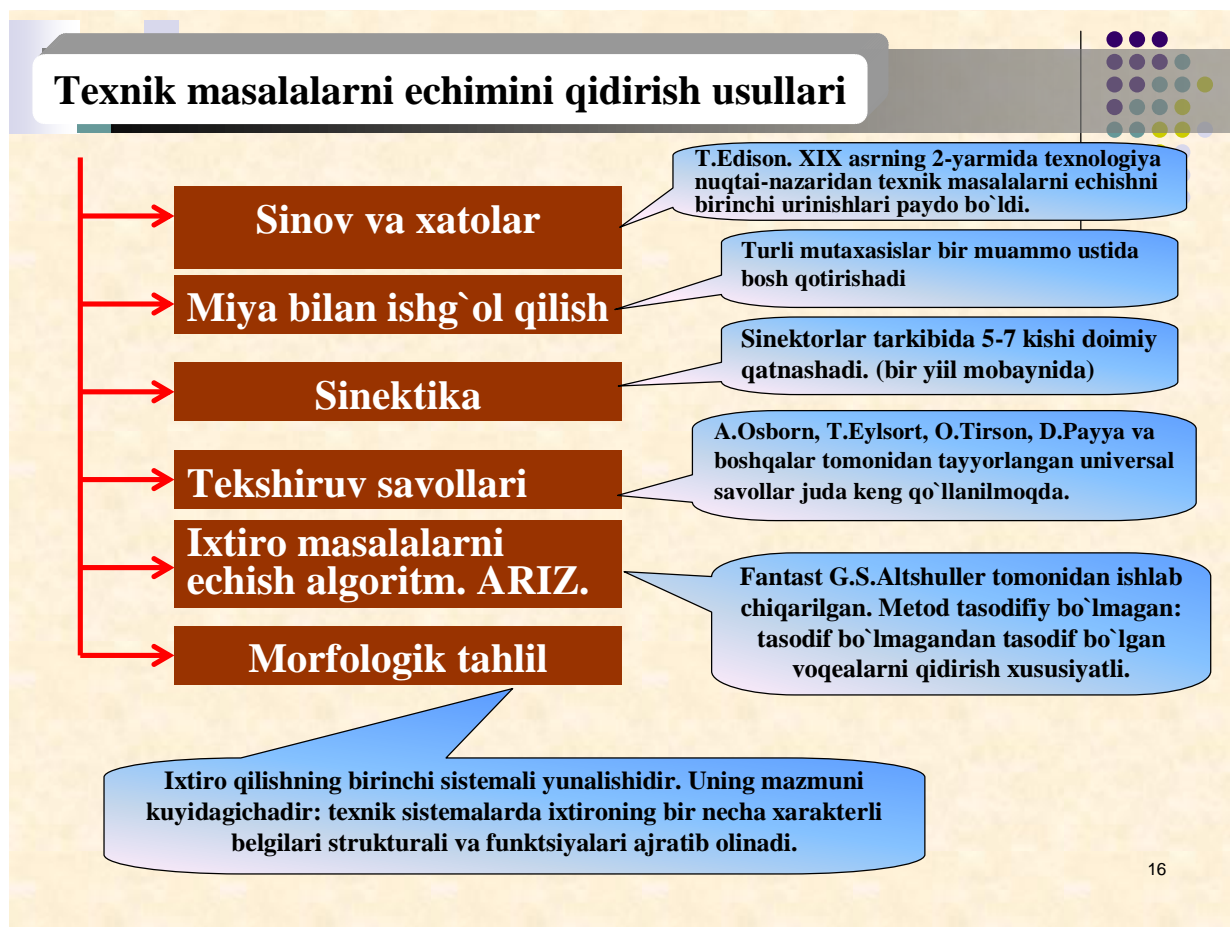 Texnik masalalarni echimini qidirish usullari
Sinov va xatolar
T.Edison. XIX asrning 2-yarmida texnologiya
nuqtai-nazaridan texnik masalalarni echishni
birinchi urinishlari paydo bo`ldi.
Miya bilan ishg`ol qilish
Turli mutaxasislar bir muammo ustida
bosh qotirishadi
Sinektika
Sinektorlar tarkibida 5-7 kishi doimiy
qatnashadi. (bir yiil mobaynida)
Tekshiruv savollari
A.Osborn, T.Eylsort, O.Tirson, D.Payya va
boshqalar tomonidan tayyorlangan universal
savollar juda keng qo`llanilmoqda.
Ixtiro masalalarni
echish algoritm. ARIZ.
Fantast G.S.Altshuller tomonidan ishlab
chiqarilgan. Metod tasodifiy bo`lmagan:
tasodif bo`lmagandan tasodif bo`lgan
voqealarni qidirish xususiyatli.
Morfologik tahlil
Ixtiro qilishning birinchi sistemali yunalishidir. Uning mazmuni
kuyidagichadir: texnik sistemalarda ixtironing bir necha xarakterli
belgilari strukturali va funktsiyalari ajratib olinadi.
16